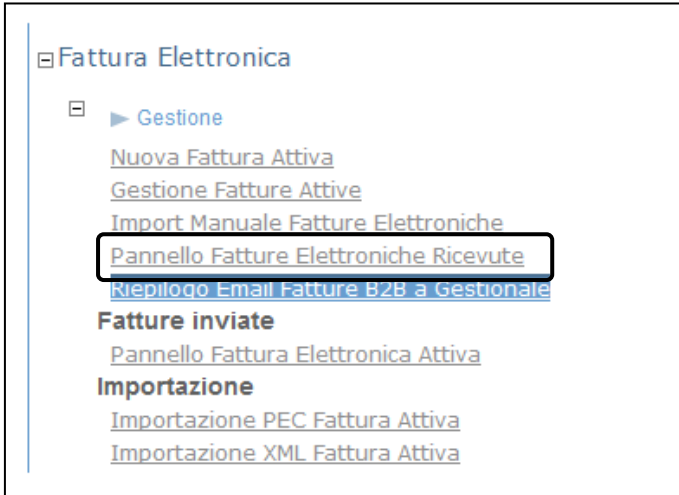 Fattura Elettronica
Gestione
Nuova Fattura Attiva
Gestione Fatture Attive
Import Manuale Fatture Elettroniche
Pannello Fatture Elettroniche Ricevute
Riepilogo Email Fatture B2B a Gestionale
Fatture inviate
Pannello Fattura Elettronica Attiva
Importazione
Importazione PEC Fattura Attiva
Importazione XML Fattura Attiva